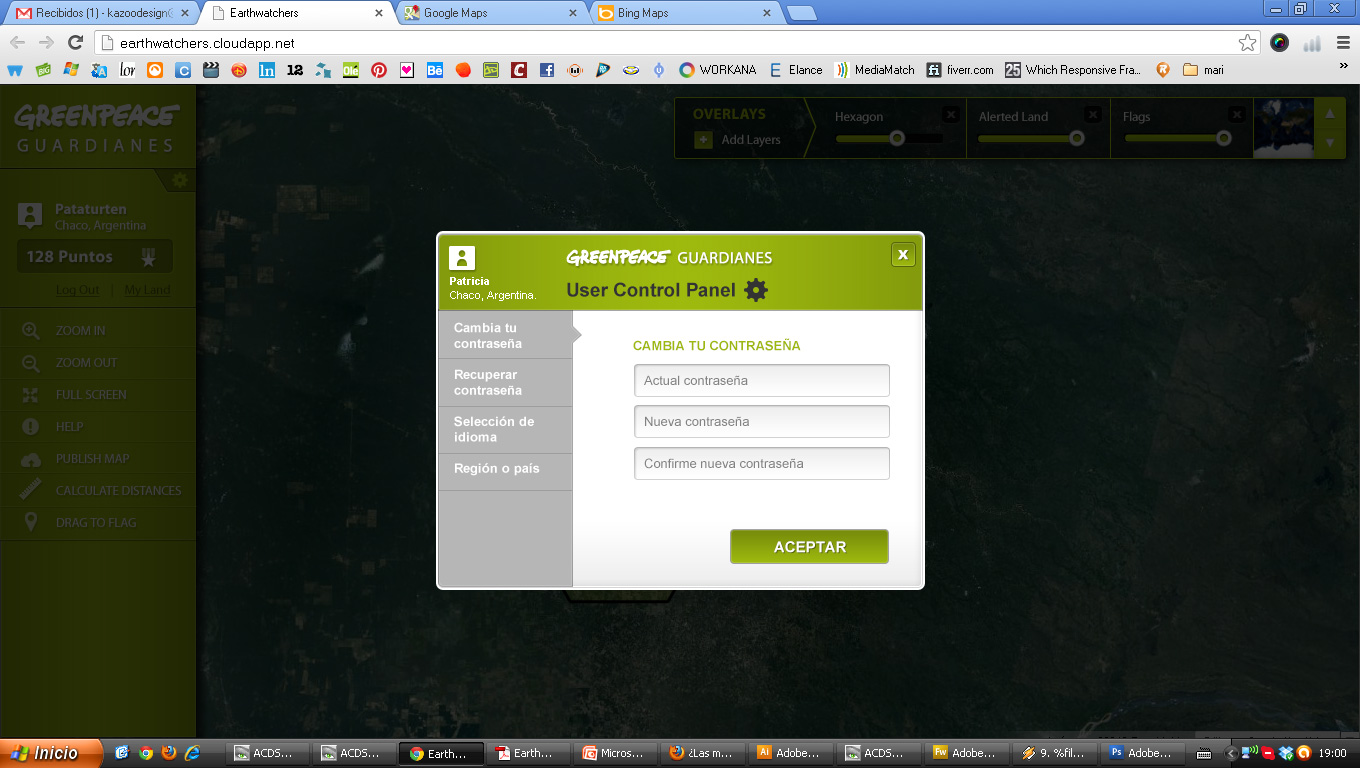 Recibidos (1) - kazoodesign@
Earthwatchers
Google Maps
Bing Maps
earthwatchers.cloudapp.net
WORKANA
Elance
MediaMatch
fiverr.com
Which Responsive Fra...
mari
GREENPEACE
GUARDIANES
OVERLAYS
Add Layers
Hexagon
Alerted Land
Flags
Pataturten
Chaco, Argentina
128 Puntos
Log Out | My Land
ZOOM IN
ZOOM OUT
FULL SCREEN
HELP
PUBLISH MAP
CALCULATE DISTANCES
DRAG TO FLAG
GREENPEACE GUARDIANES
User Control Panel
x
Patricia
Chaco, Argentina.
Cambia tu
contraseña
Recuperar
contraseña
Selección de
idioma
Región o país
CAMBIA TU CONTRASEÑA
Actual contraseña
Nueva contraseña
Confirme nueva contraseña
ACEPTAR
Inicio
ACDS...
ACDS...
Earth...
Earth...
Micros...
¿Las m...
Adobe...
ACDS...
Adobe...
9. %fil...
Adobe...
19:00